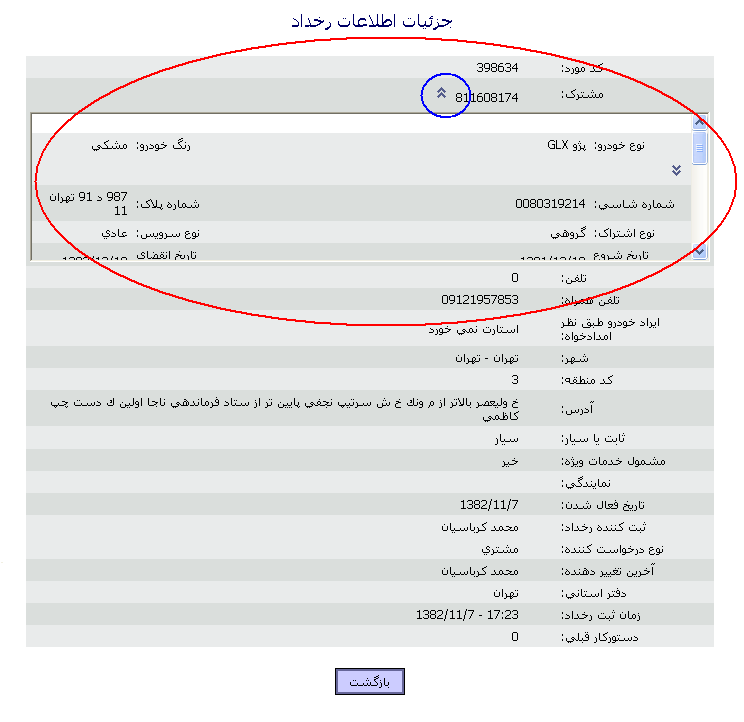 جزئيات اطلاعات رخداد
کد مورد: 398634
مشترک: 811608174
نوع خودرو: پژو GLX رنگ خودرو: مشکي
شماره شاسي: 0080319214 شماره پلاک: 987 د 91 تهران
11
نوع اشتراک: گروهي نوع سرويس: عادي
تاريخ شروع تاريخ انقضاي
تلفن: 0
تلفن همراه: 09121957853
ايراد خودرو طبق نظر
امدادخواه: استارت نمي خورد
شهر: تهران - تهران
کد منطقه: 3
آدرس: خ وليعصر بالاتر از م ونك خ ش سرتيپ نجفي پايين تر از ستاد فرماندهي ناجا اولين ك دست چپ
كاظمي
ثابت يا سيار: سيار
مشمول خدمات ويژه: خير
نمايندگي:
تاريخ فعال شدن: 1382/11/7
ثبت کننده رخداد: محمد کرباسيان
نوع درخواست کننده: مشتري
آخرين تغيير دهنده: محمد کرباسيان
دفتر استاني: تهران
زمان ثبت رخداد: 17:23 - 1382/11/7
دستورکار قبلي: 0
بازگشت